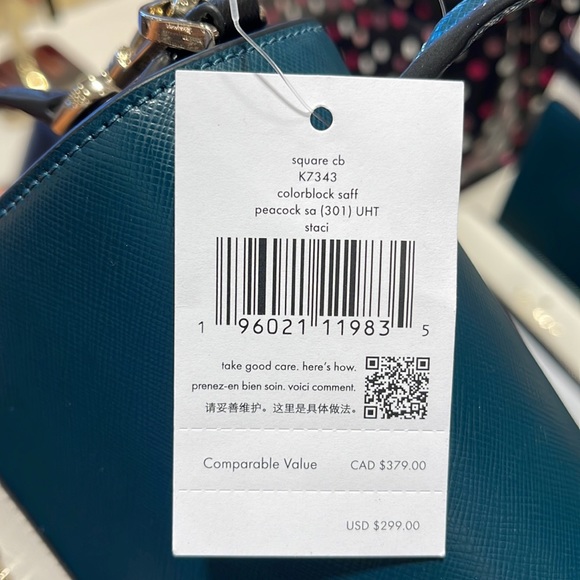 square cb
K7343
colorblock saff
peacock sa (301) UHT
staci
1 96021 11983 5
take good care. here's how.
prenez-en bien soin. voici comment.
请妥善维护。这里是具体做法。
Comparable Value CAD $379.00
USD $299.00